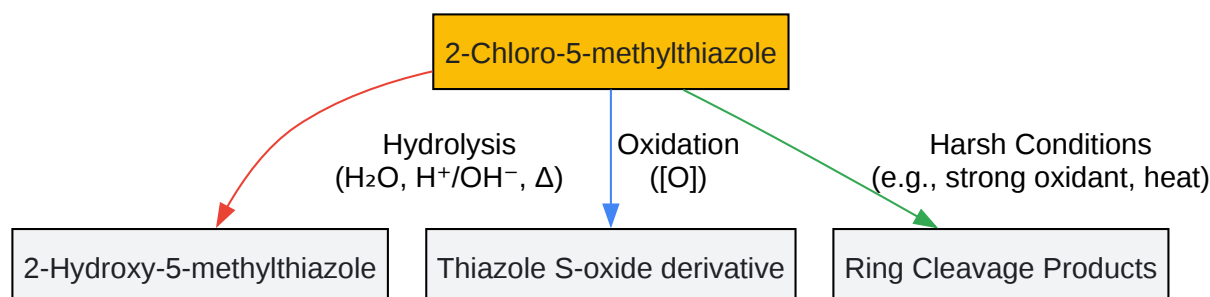 2-Chloro-5-methylthiazole
Hydrolysis
(H₂O, H⁺/OH⁻, Δ)
Oxidation
([O])
Harsh Conditions
(e.g., strong oxidant, heat)
2-Hydroxy-5-methylthiazole
Thiazole S-oxide derivative
Ring Cleavage Products